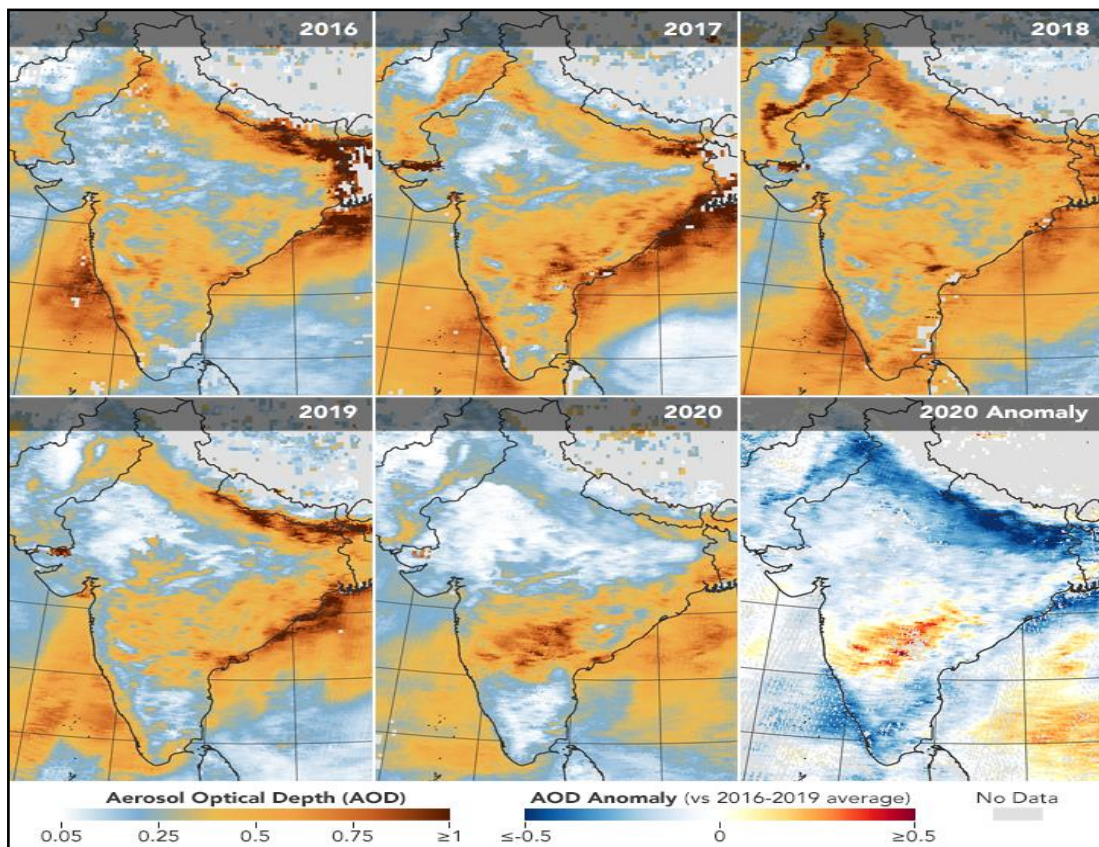 2016
2017
2018
2019
2020
2020 Anomaly
Aerosol Optical Depth (AOD)
0.05 0.25 0.5 0.75 ≥1
AOD Anomaly (vs 2016-2019 average)
≤-0.5 0 ≥0.5
No Data